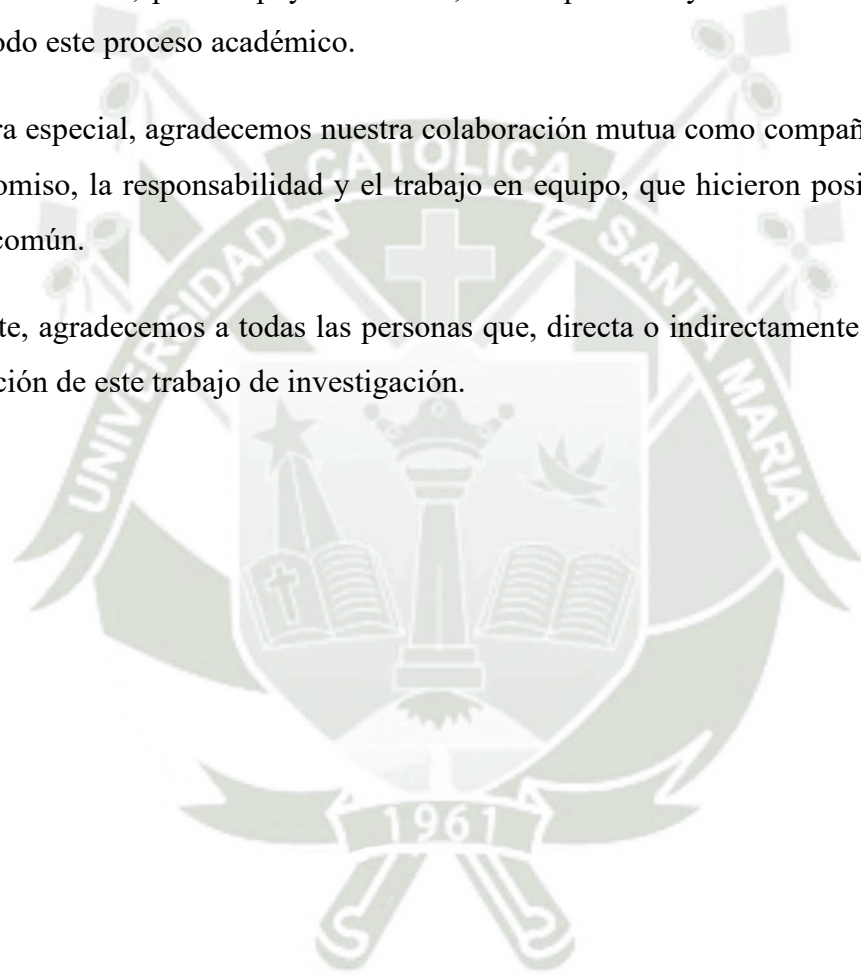 odo este proceso académico.
ra especial, agradecemos nuestra colaboración mutua como compañ
omiso, la responsabilidad y el trabajo en equipo, que hicieron posi
común.
te, agradecemos a todas las personas que, directa o indirectamente
ción de este trabajo de investigación.
UNIVERSIDAD CATOLICA SANTA MARIA
1961